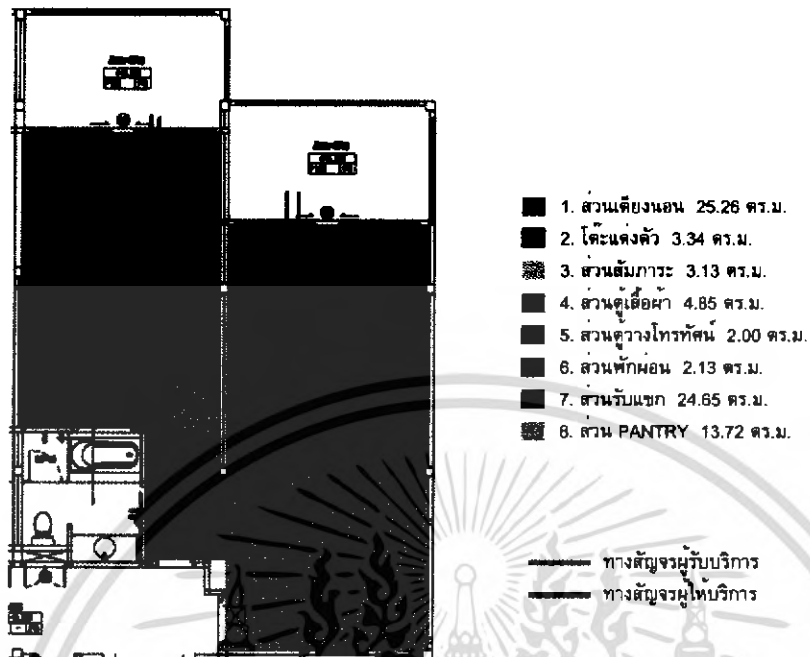 1. ส่วนเตียงนอน 25.26 ตร.ม.
2. โต๊ะแต่งตัว 3.34 ตร.ม.
3. ส่วนสัมภาระ 3.13 ตร.ม.
4. ส่วนตู้เสื้อผ้า 4.85 ตร.ม.
5. ส่วนตู้วางโทรทัศน์ 2.00 ตร.ม.
6. ส่วนพักผ่อน 2.13 ตร.ม.
7. ส่วนรับแขก 24.65 ตร.ม.
8. ส่วน PANTRY 13.72 ตร.ม.
ทางสัญจรผู้รับบริการ
ทางสัญจรผู้ให้บริการ